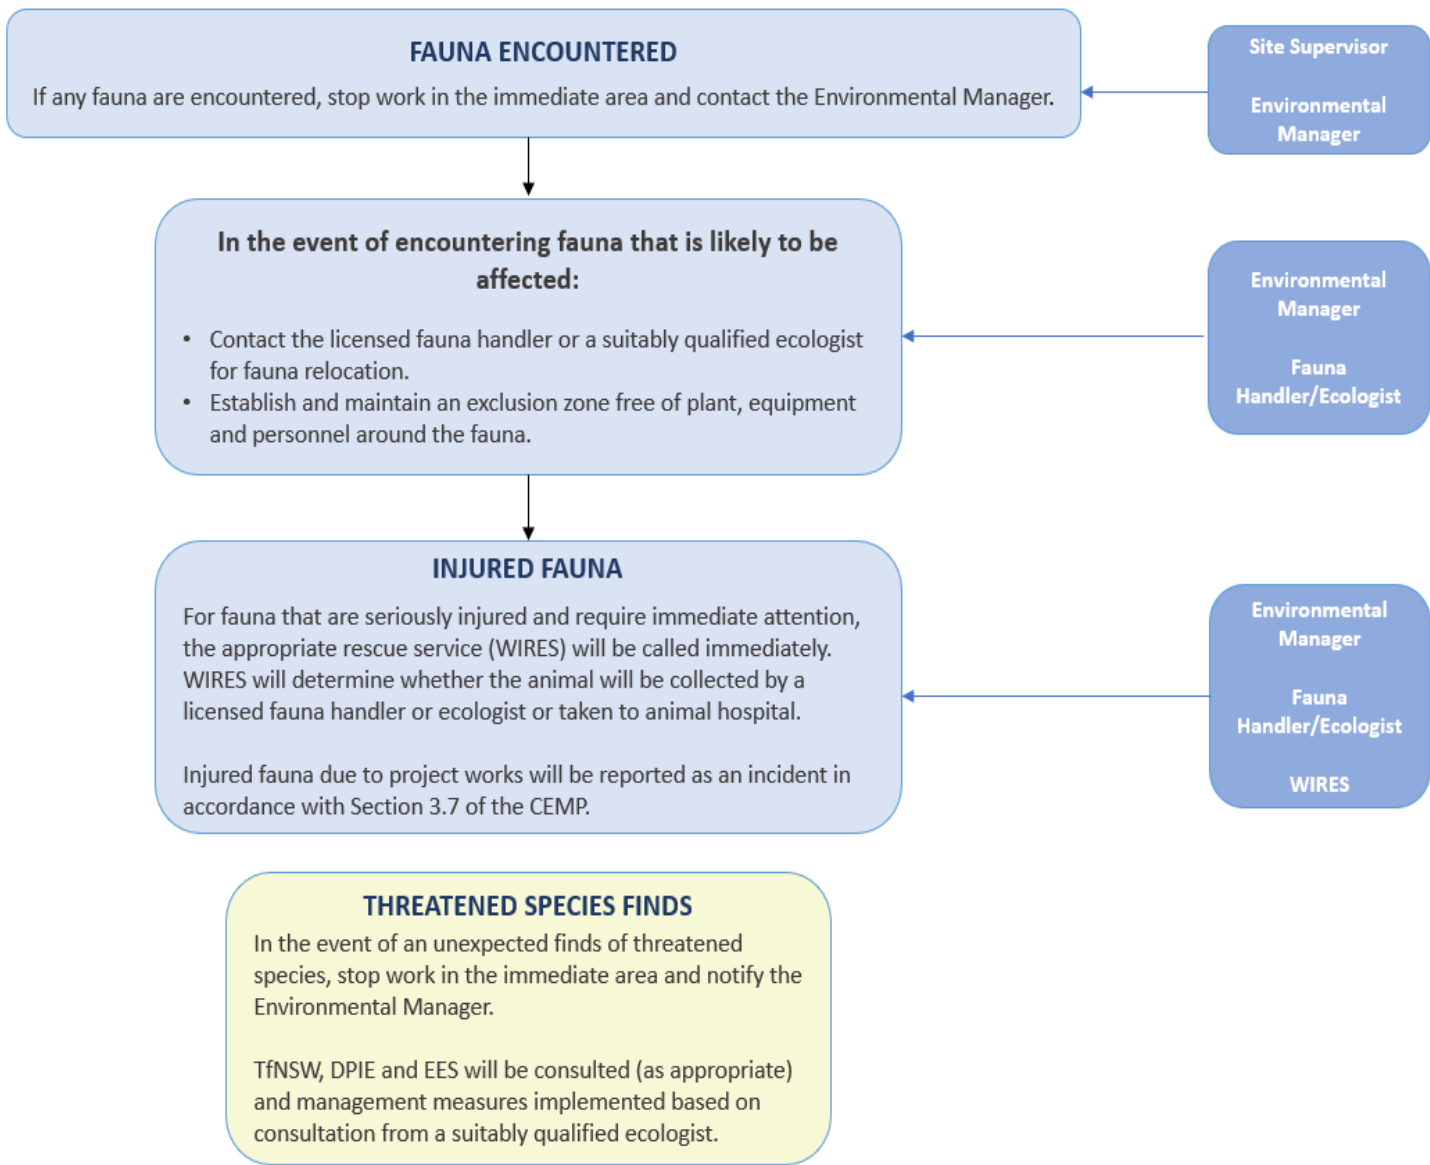 FAUNA ENCOUNTERED
If any fauna are encountered, stop work in the immediate area and contact the Environmental Manager.
Site Supervisor
Environmental
Manager
In the event of encountering fauna that is likely to be
affected:
• Contact the licensed fauna handler or a suitably qualified ecologist
for fauna relocation.
• Establish and maintain an exclusion zone free of plant, equipment
and personnel around the fauna.
Environmental
Manager
Fauna
Handler/Ecologist
INJURED FAUNA
For fauna that are seriously injured and require immediate attention,
the appropriate rescue service (WIRES) will be called immediately.
WIRES will determine whether the animal will be collected by a
licensed fauna handler or ecologist or taken to animal hospital.
Injured fauna due to project works will be reported as an incident in
accordance with Section 3.7 of the CEMP.
Environmental
Manager
Fauna
Handler/Ecologist
WIRES
THREATENED SPECIES FINDS
In the event of an unexpected finds of threatened
species, stop work in the immediate area and notify the
Environmental Manager.
TfNSW, DPIE and EES will be consulted (as appropriate)
and management measures implemented based on
consultation from a suitably qualified ecologist.